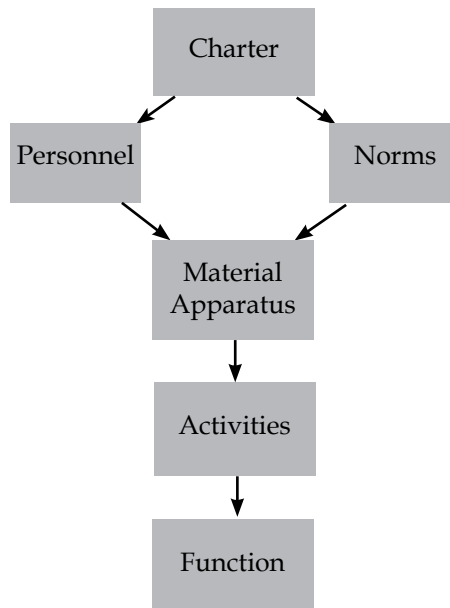 Charter
Personnel
Norms
Material
Apparatus
Activities
Function